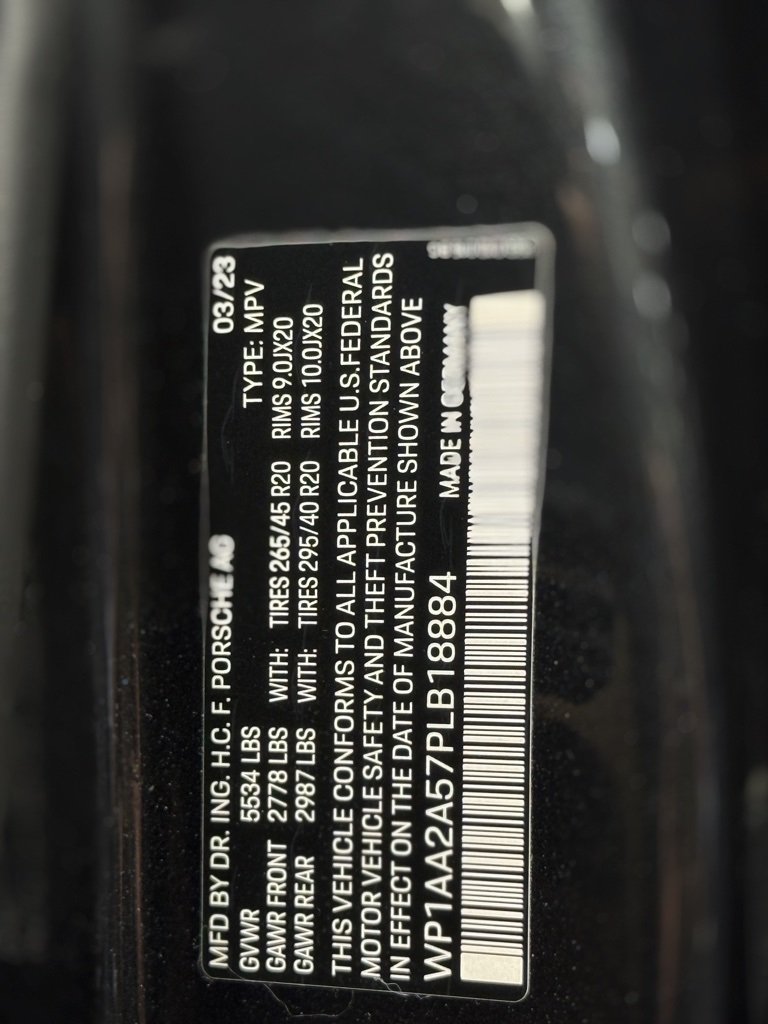 MFD BY DR. ING. H.C. F. PORSCHE AG 03/23
GVWR 5534 LBS TYPE: MPV
GAWR FRONT 2778 LBS WITH: TIRES 265/45 R20 RIMS 9.0JX20
GAWR REAR 2987 LBS WITH: TIRES 295/40 R20 RIMS 10.0JX20
THIS VEHICLE CONFORMS TO ALL APPLICABLE U.S.FEDERAL
MOTOR VEHICLE SAFETY AND THEFT PREVENTION STANDARDS
IN EFFECT ON THE DATE OF MANUFACTURE SHOWN ABOVE
WP1AA2A57PLB18884 MADE IN GERMANY